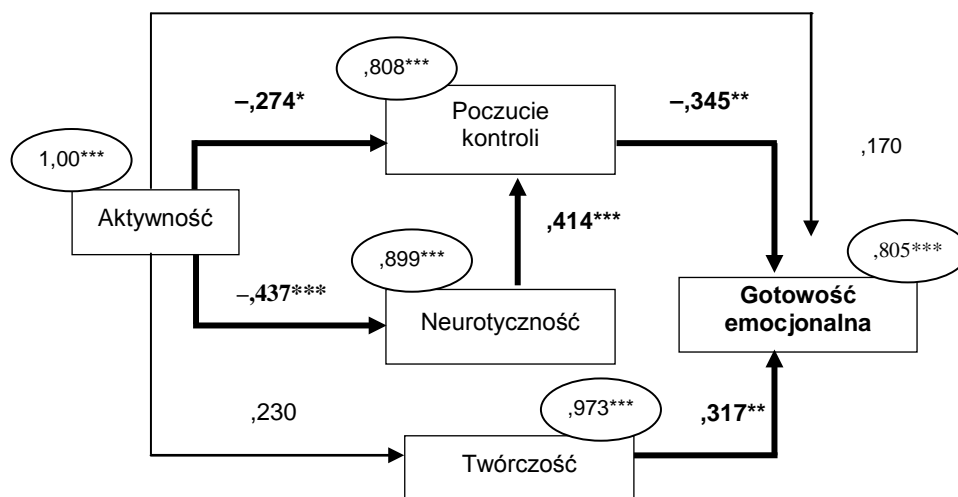 ,808***
–,274*
–,345**
Poczucie
kontroli
,170
1,00***
Aktywność
,414***
,899***
,805***
–,437***
Neurotyczność
Gotowość
emocjonalna
,230
,973***
,317**
Twórczość